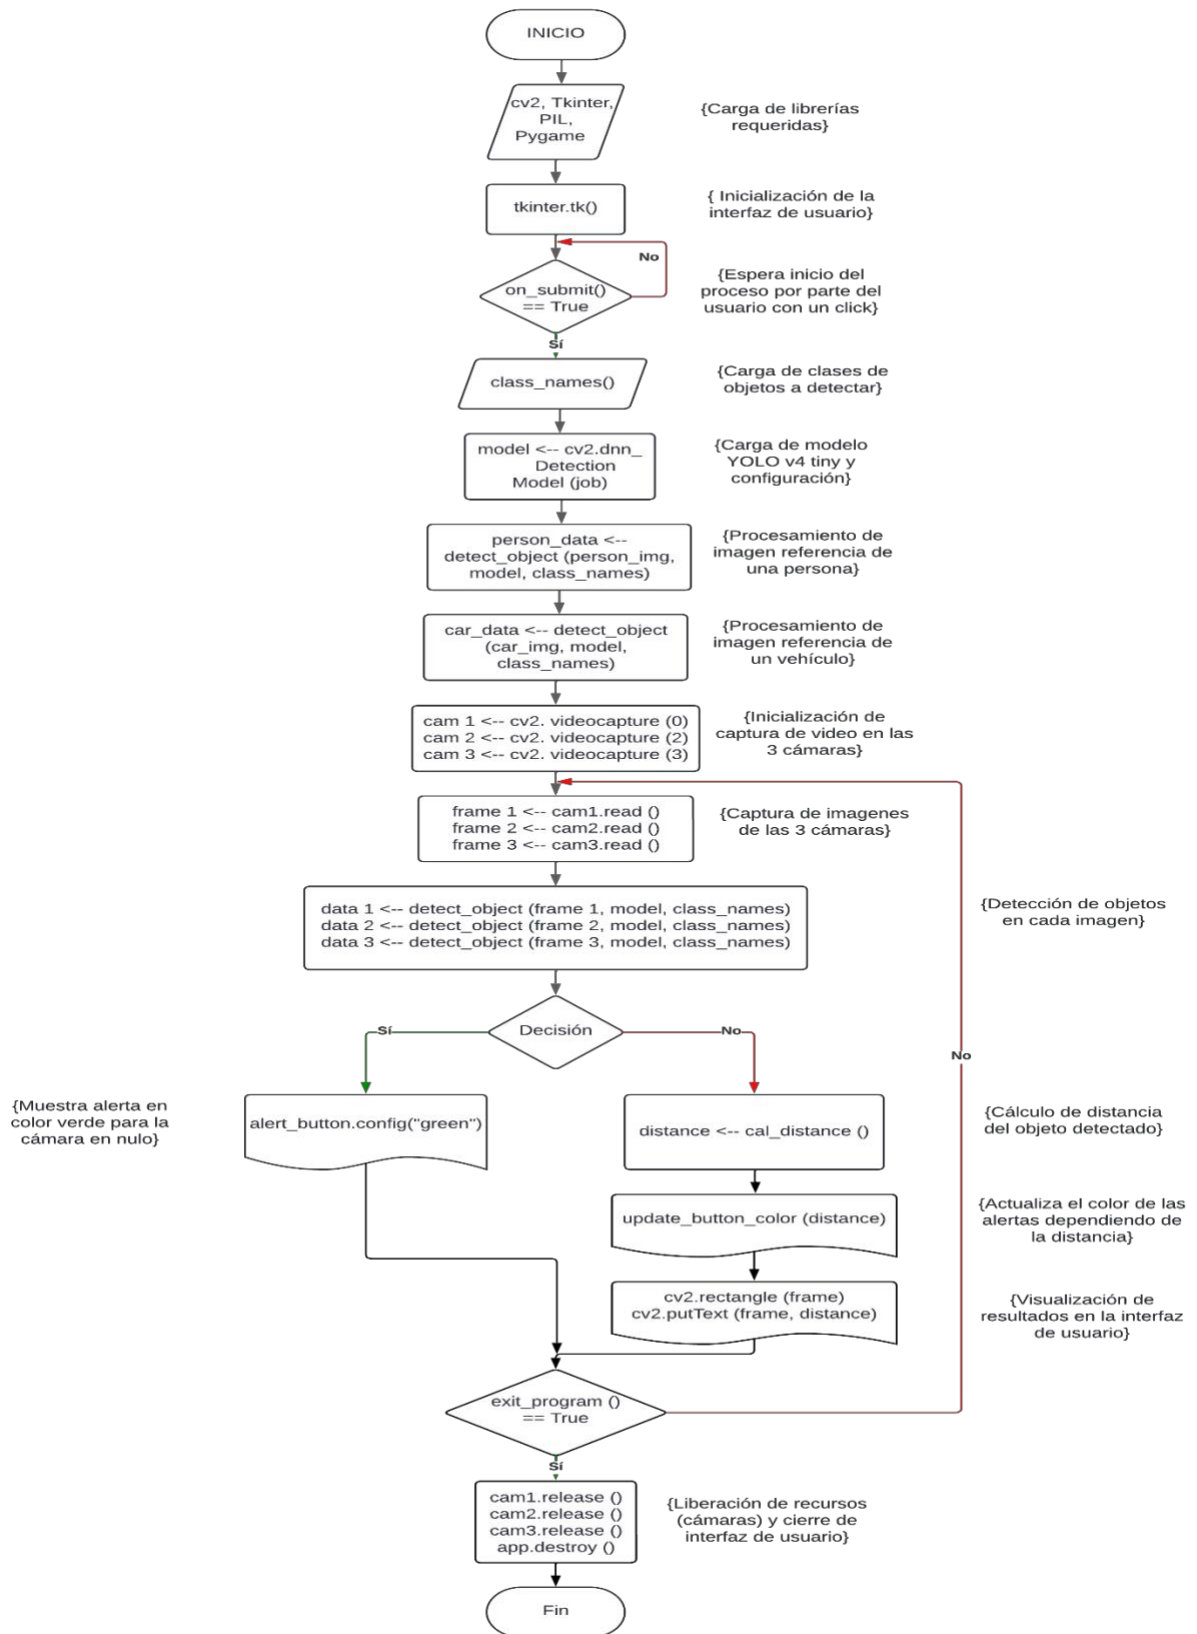 INICIO
cv2, Tkinter,
PIL,
Pygame
{Carga de librerías
requeridas}
tkinter.tk()
{ Inicialización de la
interfaz de usuario}
No
on_submit()
== True
{Espera inicio del
proceso por parte del
usuario con un click}
Sí
class_names()
{Carga de clases de
objetos a detectar}
model <-- cv2.dnn_
Detection
Model (job)
{Carga de modelo
YOLO v4 tiny y
configuración}
person_data <--
detect_object (person_img,
model, class_names)
{Procesamiento de
imagen referencia de
una persona}
car_data <-- detect_object
(car_img, model,
class_names)
{Procesamiento de
imagen referencia de
un vehículo}
cam 1 <-- cv2. videocapture (0)
cam 2 <-- cv2. videocapture (2)
cam 3 <-- cv2. videocapture (3)
{Inicialización de
captura de video en las
3 cámaras}
frame 1 <-- cam1.read ()
frame 2 <-- cam2.read ()
frame 3 <-- cam3.read ()
{Captura de imagenes
de las 3 cámaras}
data 1 <-- detect_object (frame 1, model, class_names)
data 2 <-- detect_object (frame 2, model, class_names)
data 3 <-- detect_object (frame 3, model, class_names)
{Detección de objetos
en cada imagen}
Decisión
Sí
No
No
{Muestra alerta en
color verde para la
cámara en nulo}
alert_button.config("green")
distance <-- cal_distance ()
{Cálculo de distancia
del objeto detectado}
update_button_color (distance)
{Actualiza el color de las
alertas dependiendo de
la distancia}
cv2.rectangle (frame)
cv2.putText (frame, distance)
{Visualización de
resultados en la interfaz
de usuario}
exit_program ()
== True
Sí
cam1.release ()
cam2.release ()
cam3.release ()
app.destroy ()
{Liberación de recursos
(cámaras) y cierre de
interfaz de usuario}
Fin